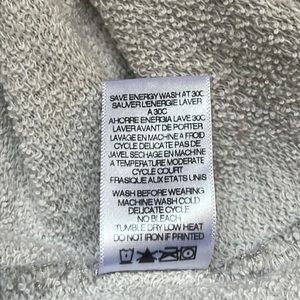 SAVE ENERGY WASH AT 30C
SAUVER L'ENERGIE LAVER
A 30C
AHORRE ENERGIA LAVE 30C
LAVER AVANT DE PORTER
LAVAGE EN MACHINE A FROID
CYCLE DELICATE PAS DE
JAVEL SECHAGE EN MACHINE
A TEMPERATURE MODERATE
CYCLE COURT
FRASIQUE AUX ETATS UNIS
WASH BEFORE WEARING
MACHINE WASH COLD
DELICATE CYCLE
NO BLEACH
TUMBLE DRY LOW HEAT
DO NOT IRON IF PRINTED